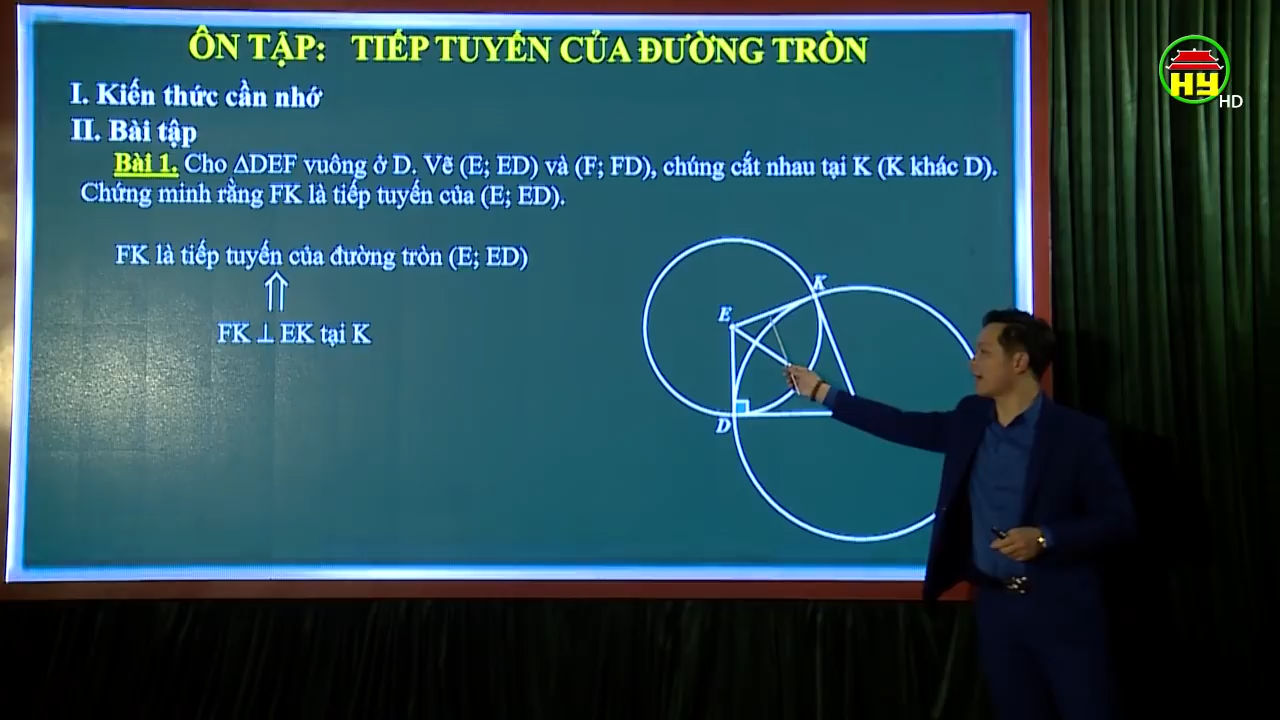 ÔN TẬP: TIẾP TUYẾN CỦA ĐƯỜNG TRÒN
HY
HD
I. Kiến thức cần nhớ
II. Bài tập
Bài 1. Cho ΔDEF vuông ở D. Vẽ (E; ED) và (F; FD), chúng cắt nhau tại K (K khác D).
Chứng minh rằng FK là tiếp tuyến của (E; ED).
FK là tiếp tuyến của đường tròn (E; ED)
⇑
FK ⊥ EK tại K
K
E
D